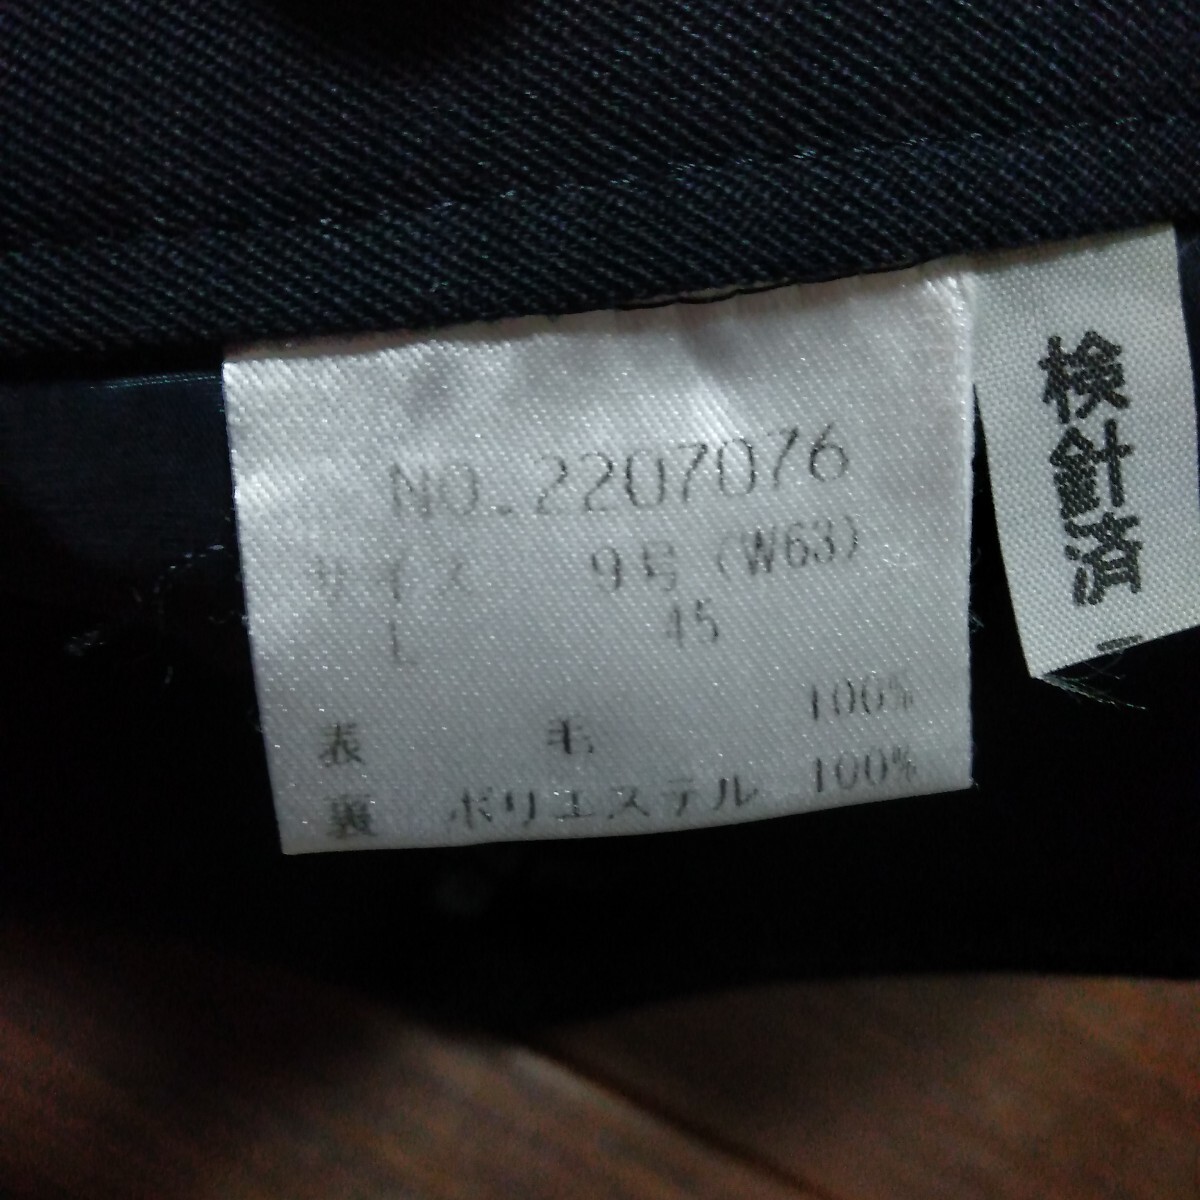 NO.2207076
サイズ 9号(W63)
L 45
表 毛 100%
裏 ポリエステル 100%
検針済